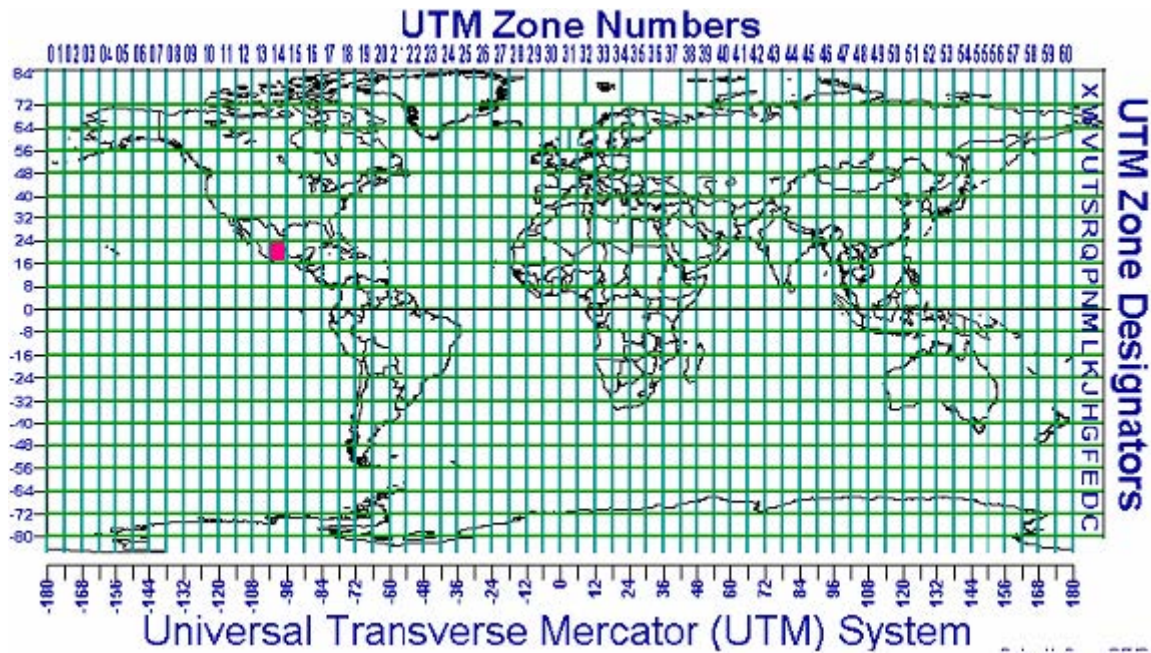 UTM Zone Numbers
01 02 03 04 05 06 07 08 09 10 11 12 13 14 15 16 17 18 19 20 21 22 23 24 25 26 27 28 29 30 31 32 33 34 35 36 37 38 39 40 41 42 43 44 45 46 47 48 49 50 51 52 53 54 55 56 57 58 59 60
84
72
64
56
48
40
32
24
16
8
0
-8
-16
-24
-32
-40
-48
-56
-64
-72
-80
X
W
V
U
T
S
R
Q
P
N
M
L
K
J
H
G
F
E
D
C
UTM Zone Designators
-180 -168 -156 -144 -132 -120 -108 -96 -84 -72 -60 -48 -36 -24 -12 0 12 24 36 48 60 72 84 96 108 120 132 144 156 168 180
Universal Transverse Mercator (UTM) System